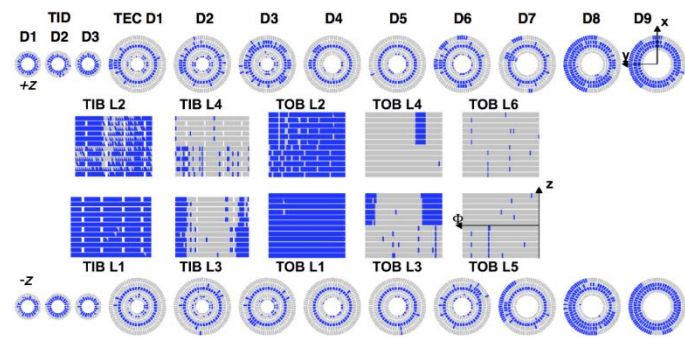 TID TEC D1 D2 D3 D4 D5 D6 D7 D8 D9
D1 D2 D3
x
y
+z
TIB L2 TIB L4 TOB L2 TOB L4 TOB L6
z
Φ
-z
TIB L1 TIB L3 TOB L1 TOB L3 TOB L5